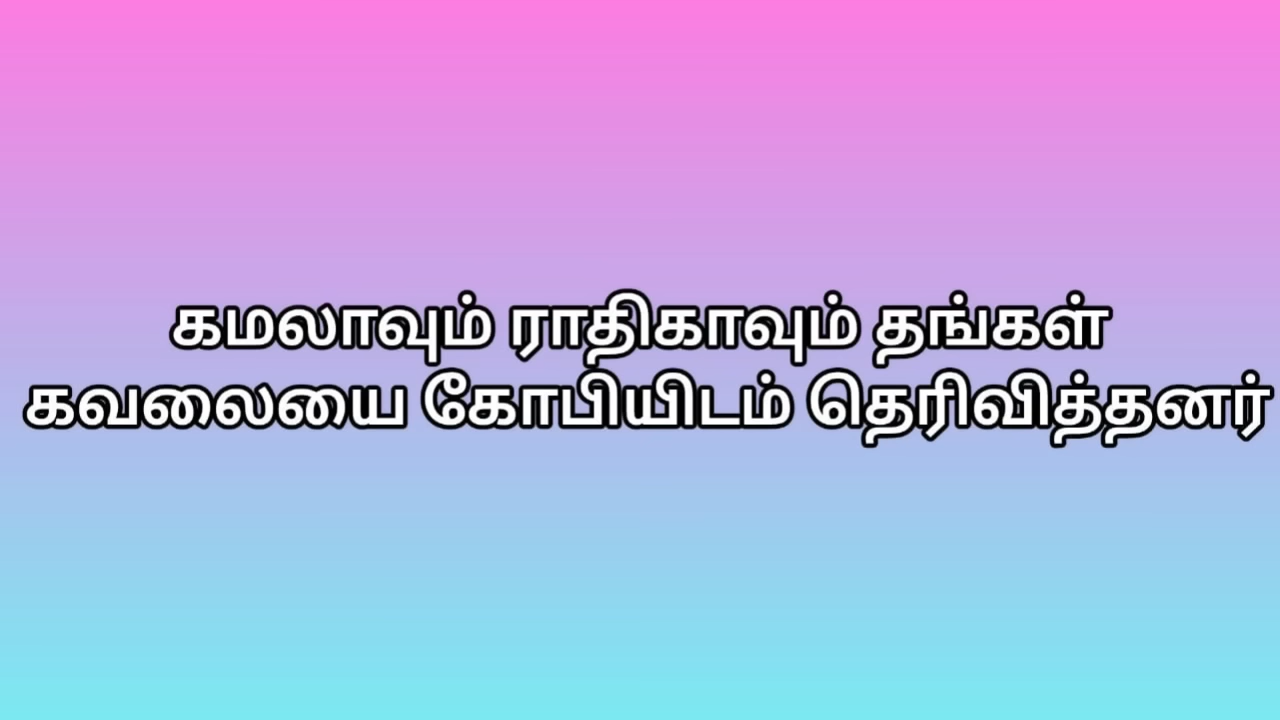 கமலாவும் ராதிகாவும் தங்கள்
கவலையை கோபியிடம் தெரிவித்தனர்